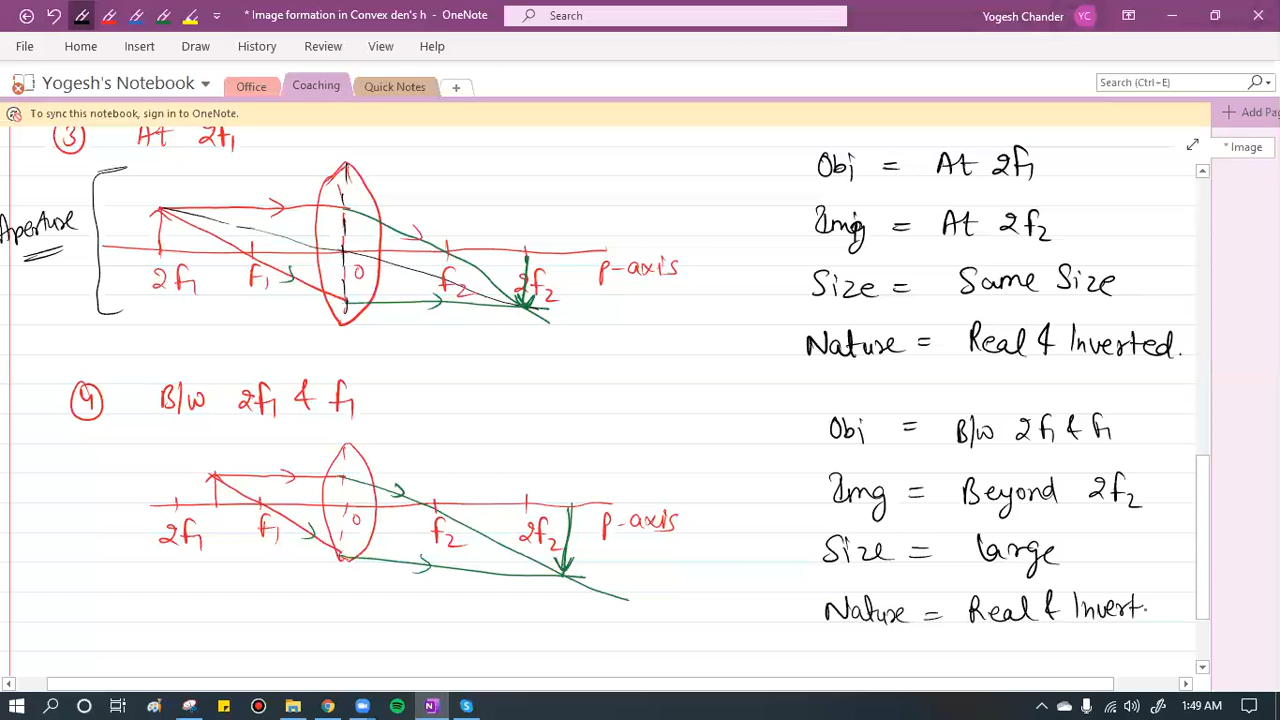 * Image formation in Convex den's h - OneNote
Search
Yogesh Chander
YC
File Home Insert Draw History Review View Help
Yogesh's Notebook
Office
Coaching
Quick Notes
Search (Ctrl+E)
To sync this notebook, sign in to OneNote.
Add Pag
* Image
3 At 2f1
Aperture
2f1 f1 O f2 2f2 P-axis
Obj = At 2f1
Img = At 2f2
Size = Same Size
Nature = Real & Inverted.
4 B/w 2f1 & f1
2f1 f1 O f2 2f2 P-axis
Obj = B/w 2f1 & f1
Img = Beyond 2f2
Size = large
Nature = Real & Invert
1:49 AM